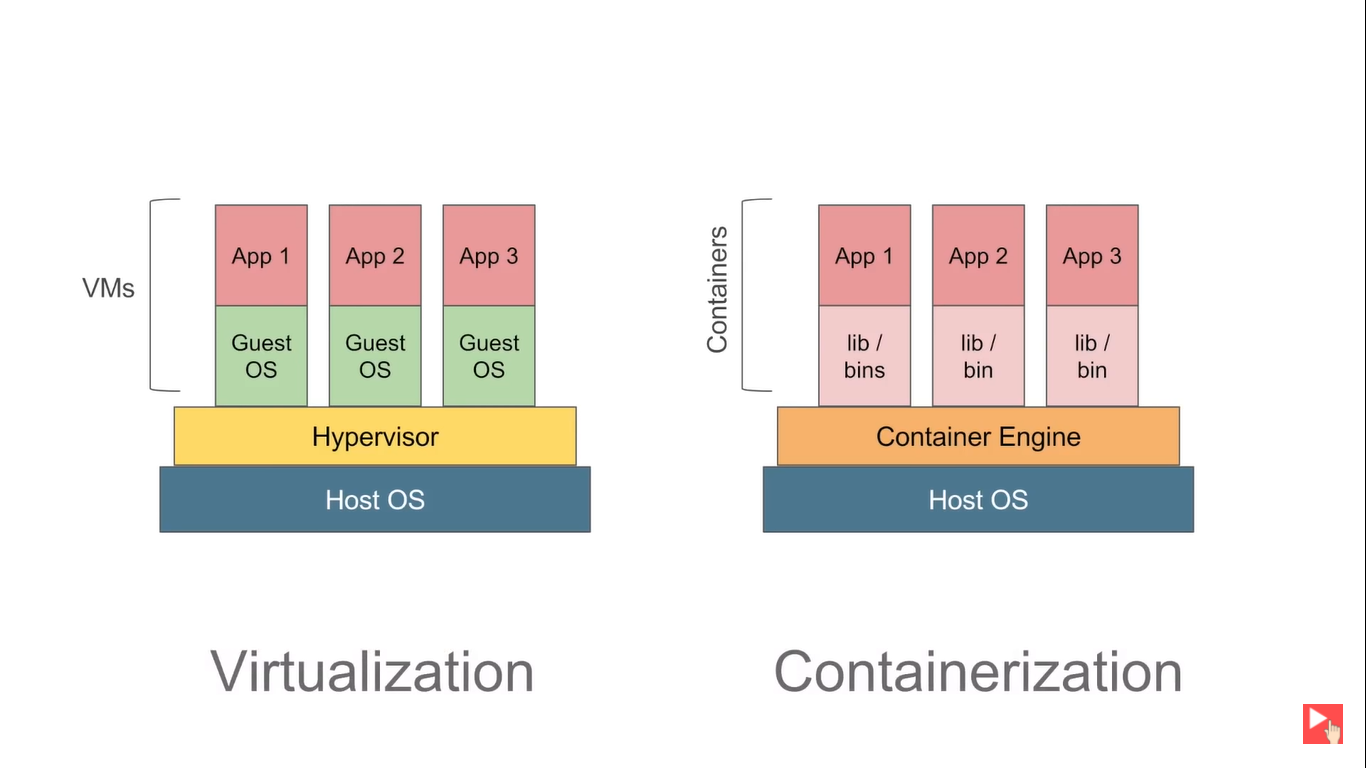 VMs
App 1
App 2
App 3
Guest
OS
Guest
OS
Guest
OS
Hypervisor
Host OS
Virtualization
Containers
App 1
App 2
App 3
lib /
bins
lib /
bin
lib /
bin
Container Engine
Host OS
Containerization